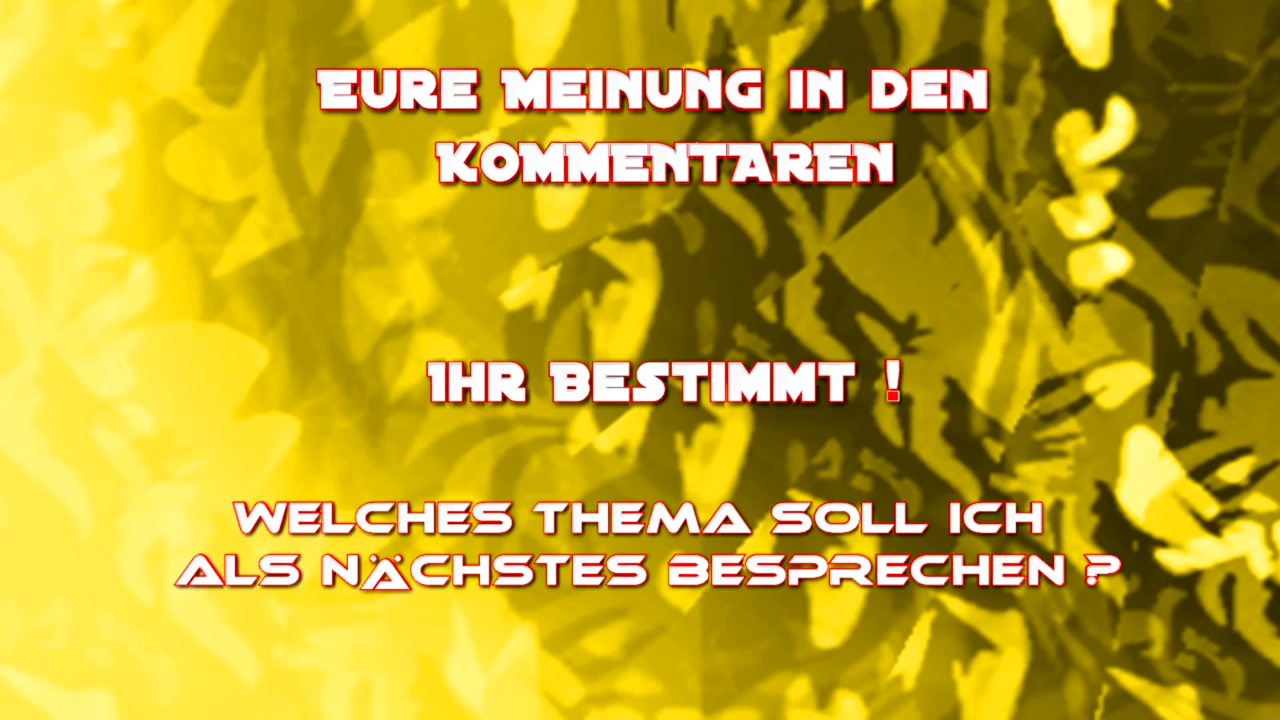 Eure Meinung in den
Kommentaren
Ihr bestimmt !
Welches Thema soll ich
als nächstes besprechen ?